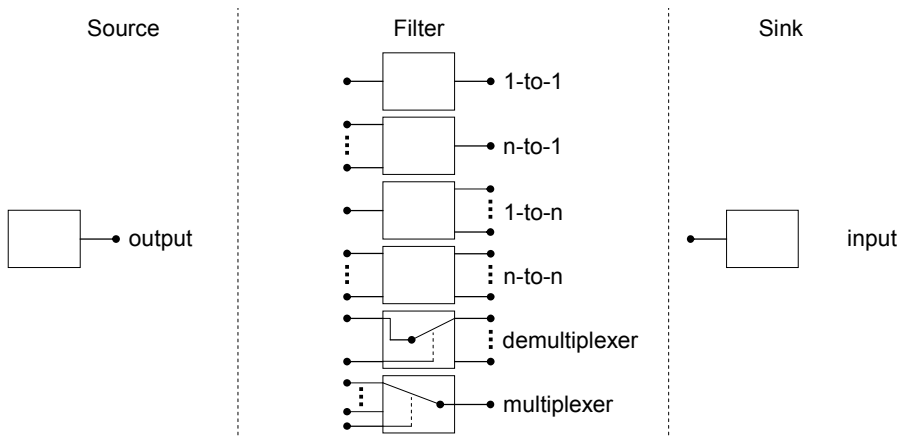 Source
Filter
Sink
1-to-1
n-to-1
1-to-n
output
input
n-to-n
demultiplexer
multiplexer